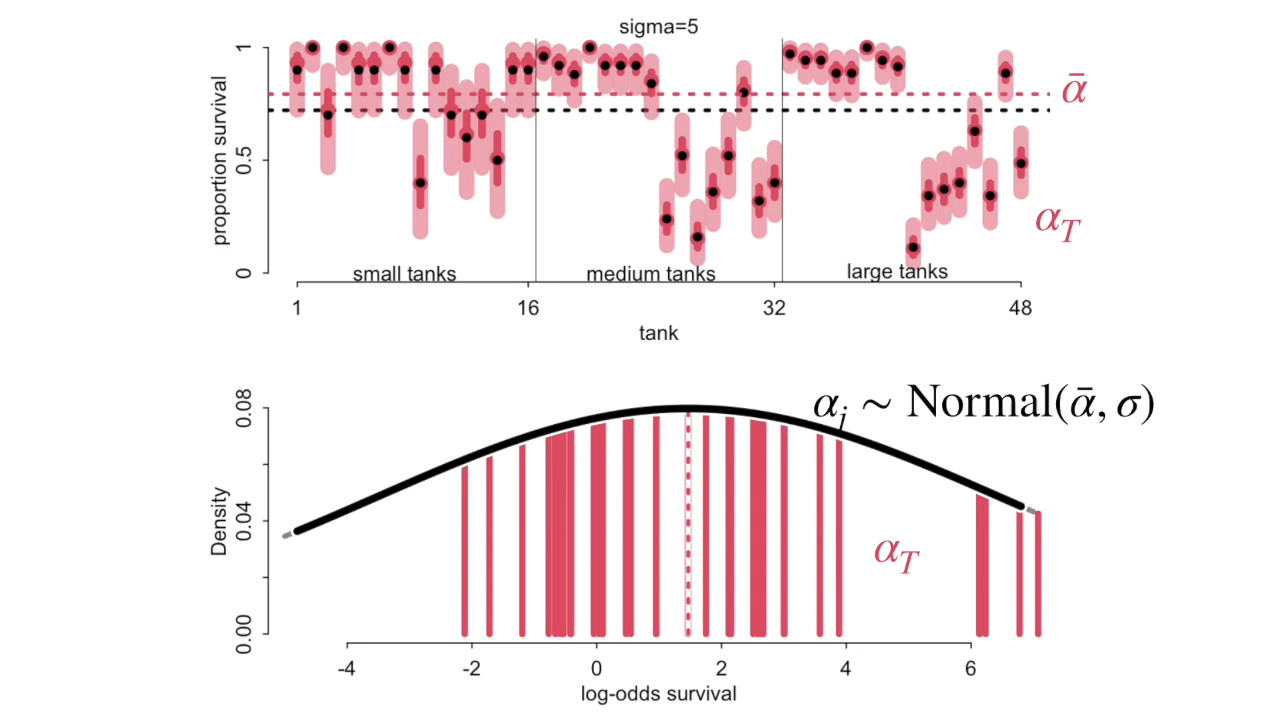 sigma=5
proportion survival
1
0.5
0
ᾱ
α_T
small tanks
medium tanks
large tanks
1
16
32
48
tank
α_j ~ Normal(ᾱ, σ)
Density
0.08
0.04
0.00
α_T
-4
-2
0
2
4
6
log-odds survival